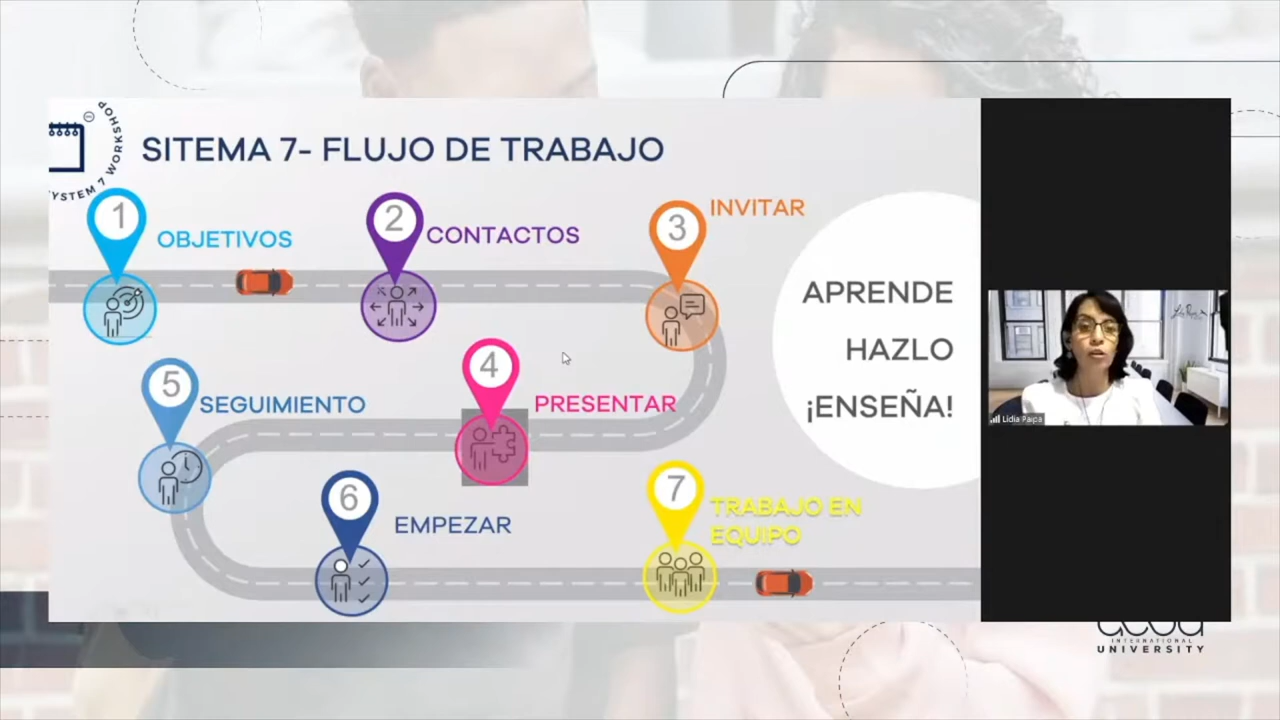 SYSTEM 7 WORKSHOP
SITEMA 7- FLUJO DE TRABAJO
1
OBJETIVOS
2
CONTACTOS
3
INVITAR
4
PRESENTAR
5
SEGUIMIENTO
6
EMPEZAR
7
TRABAJO EN
EQUIPO
APRENDE
HAZLO
¡ENSEÑA!
Lidia Paipa
INTERNATIONAL
UNIVERSITY